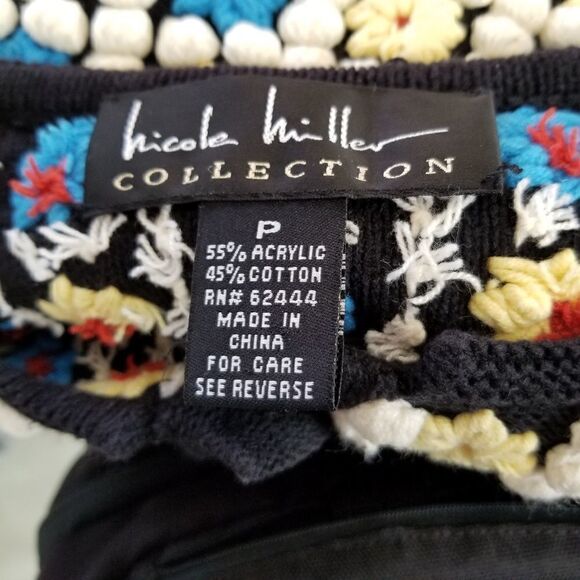 nicole miller
COLLECTION
P
55% ACRYLIC
45% COTTON
RN# 62444
MADE IN
CHINA
FOR CARE
SEE REVERSE